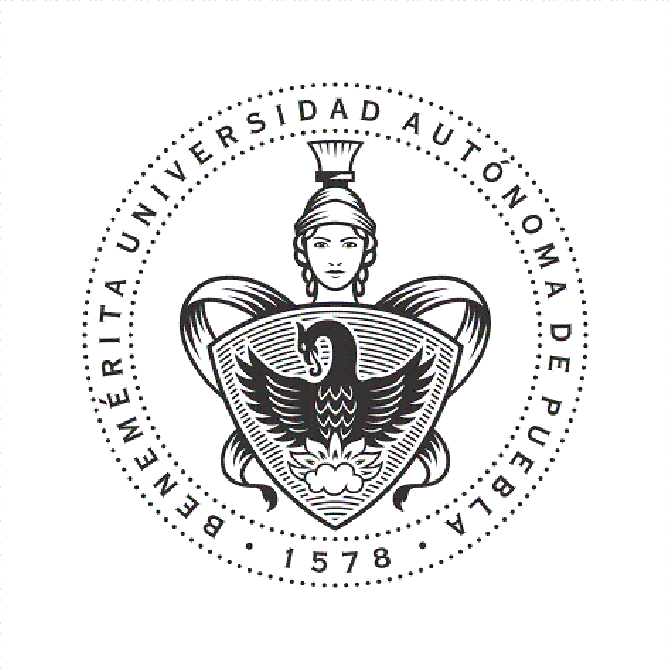 BENEMÉRITA UNIVERSIDAD AUTÓNOMA DE PUEBLA
· 1578 ·